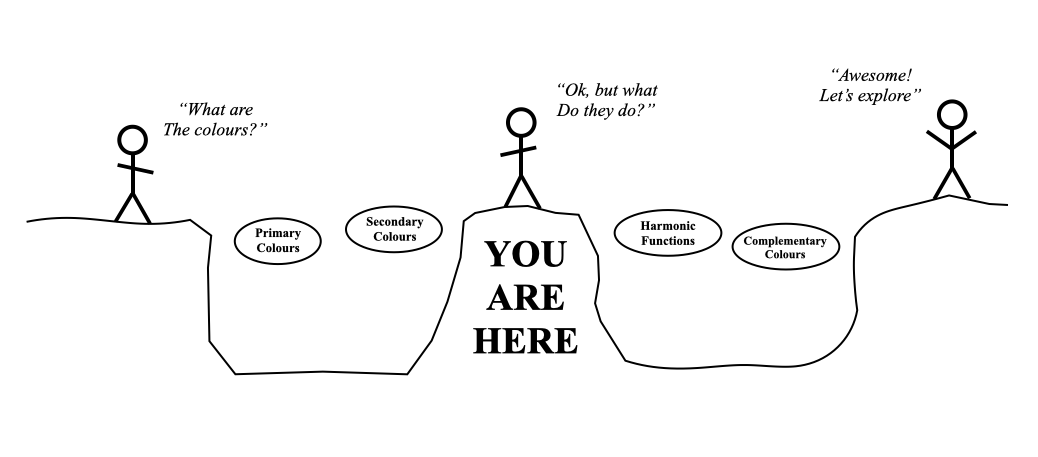 “What are
The colours?”
“Ok, but what
Do they do?”
“Awesome!
Let’s explore”
Primary
Colours
Secondary
Colours
YOU
ARE
HERE
Harmonic
Functions
Complementary
Colours